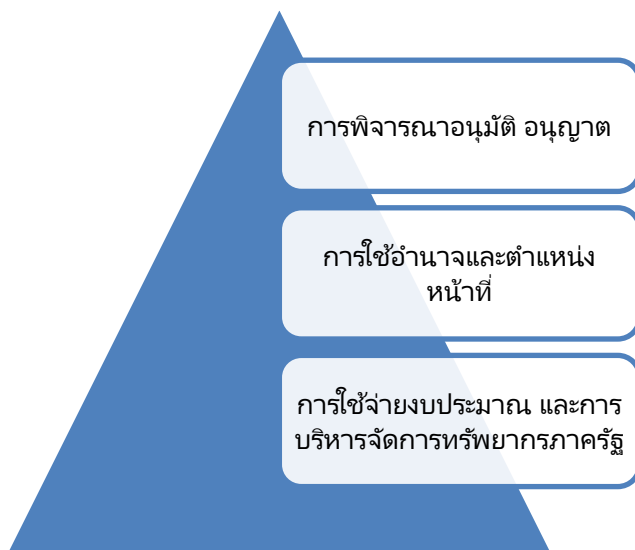 การพิจารณาอนุมัติ อนุญาต
การใช้อำนาจและตำแหน่ง
หน้าที่
การใช้จ่ายงบประมาณ และการ
บริหารจัดการทรัพยากรภาครัฐ